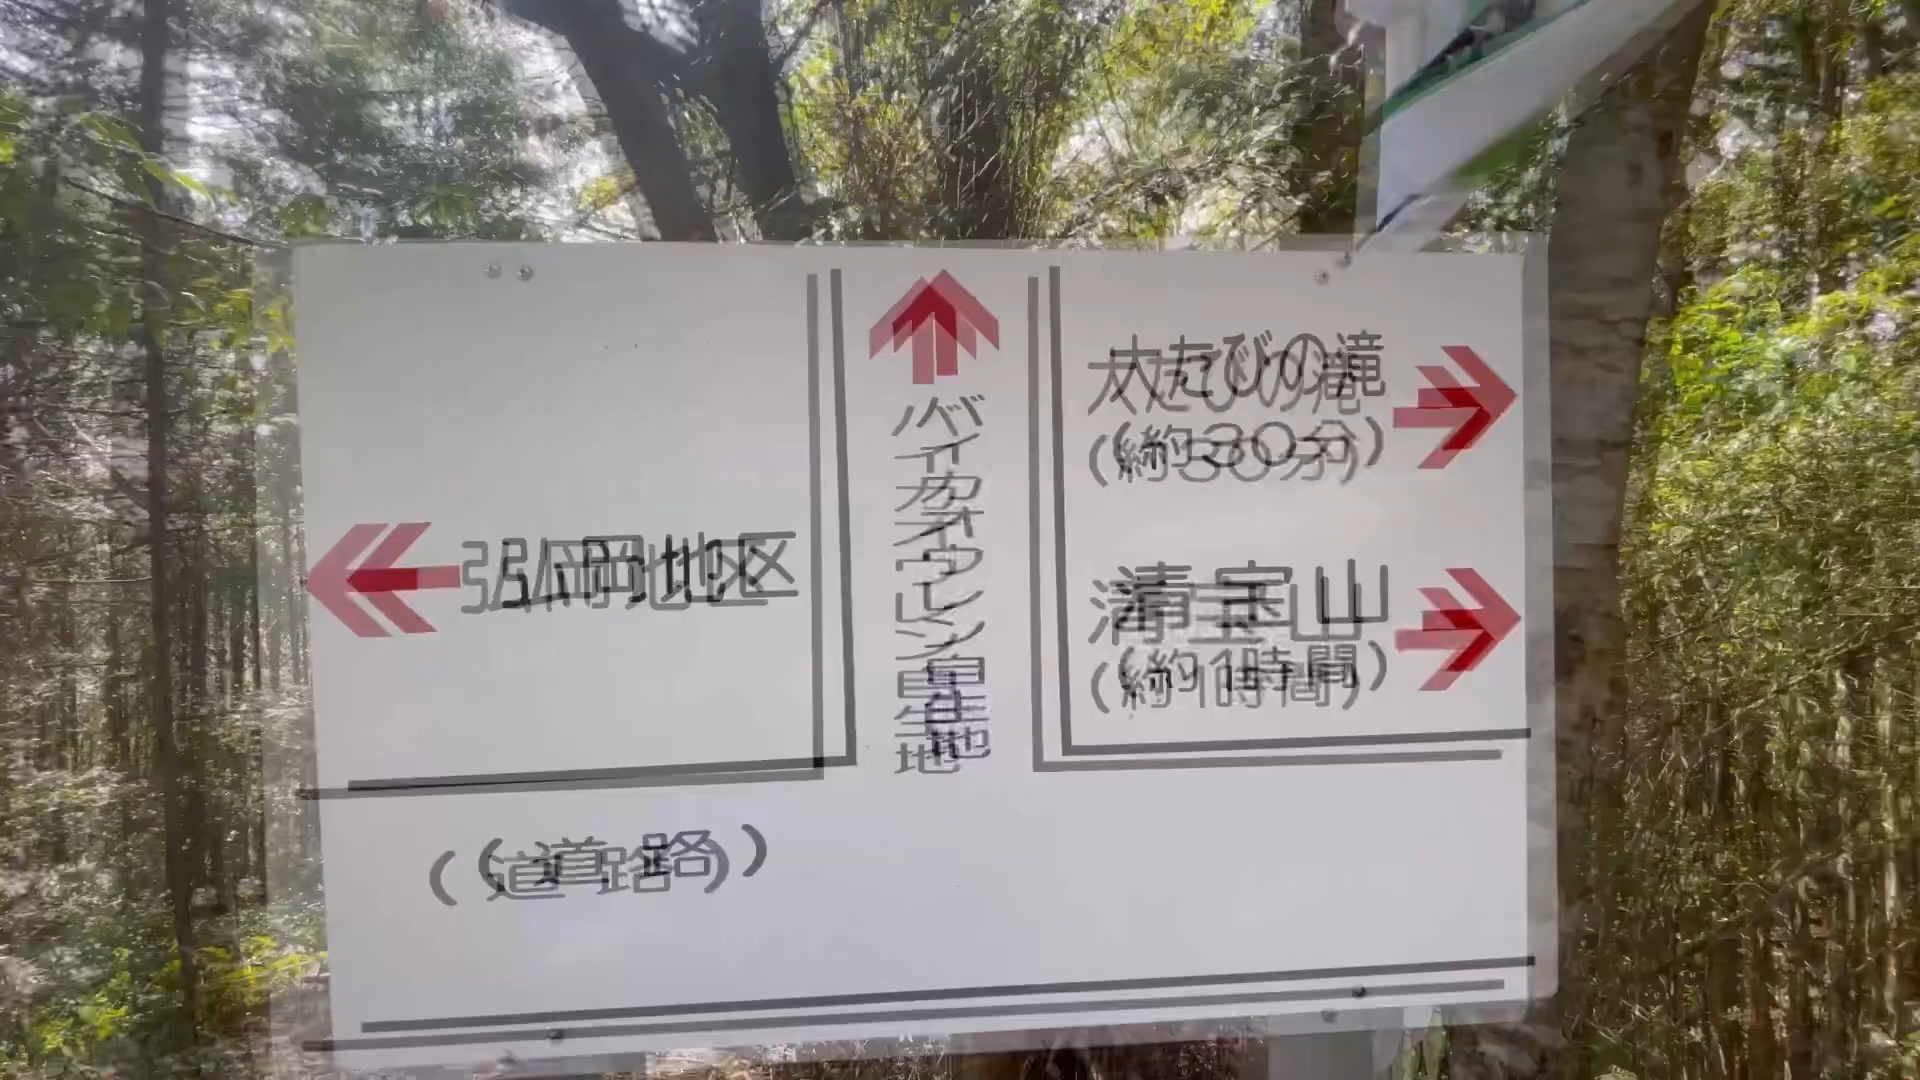 弘岡地区
バイカオウレン自生地
大たびの滝
(約30分)
清宝山
(約1時間)
(道路)